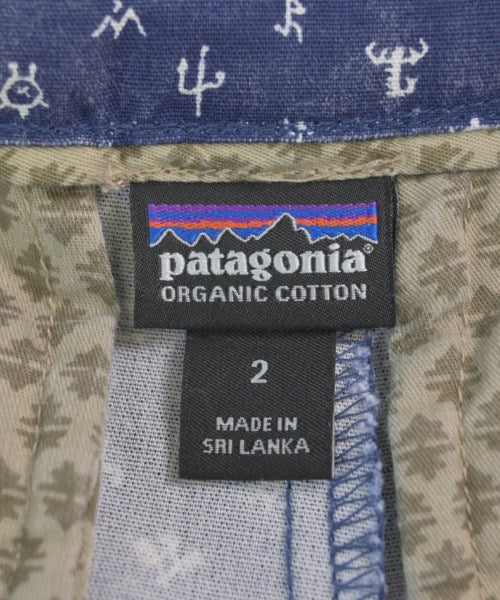 patagonia®
ORGANIC COTTON
2
MADE IN
SRI LANKA